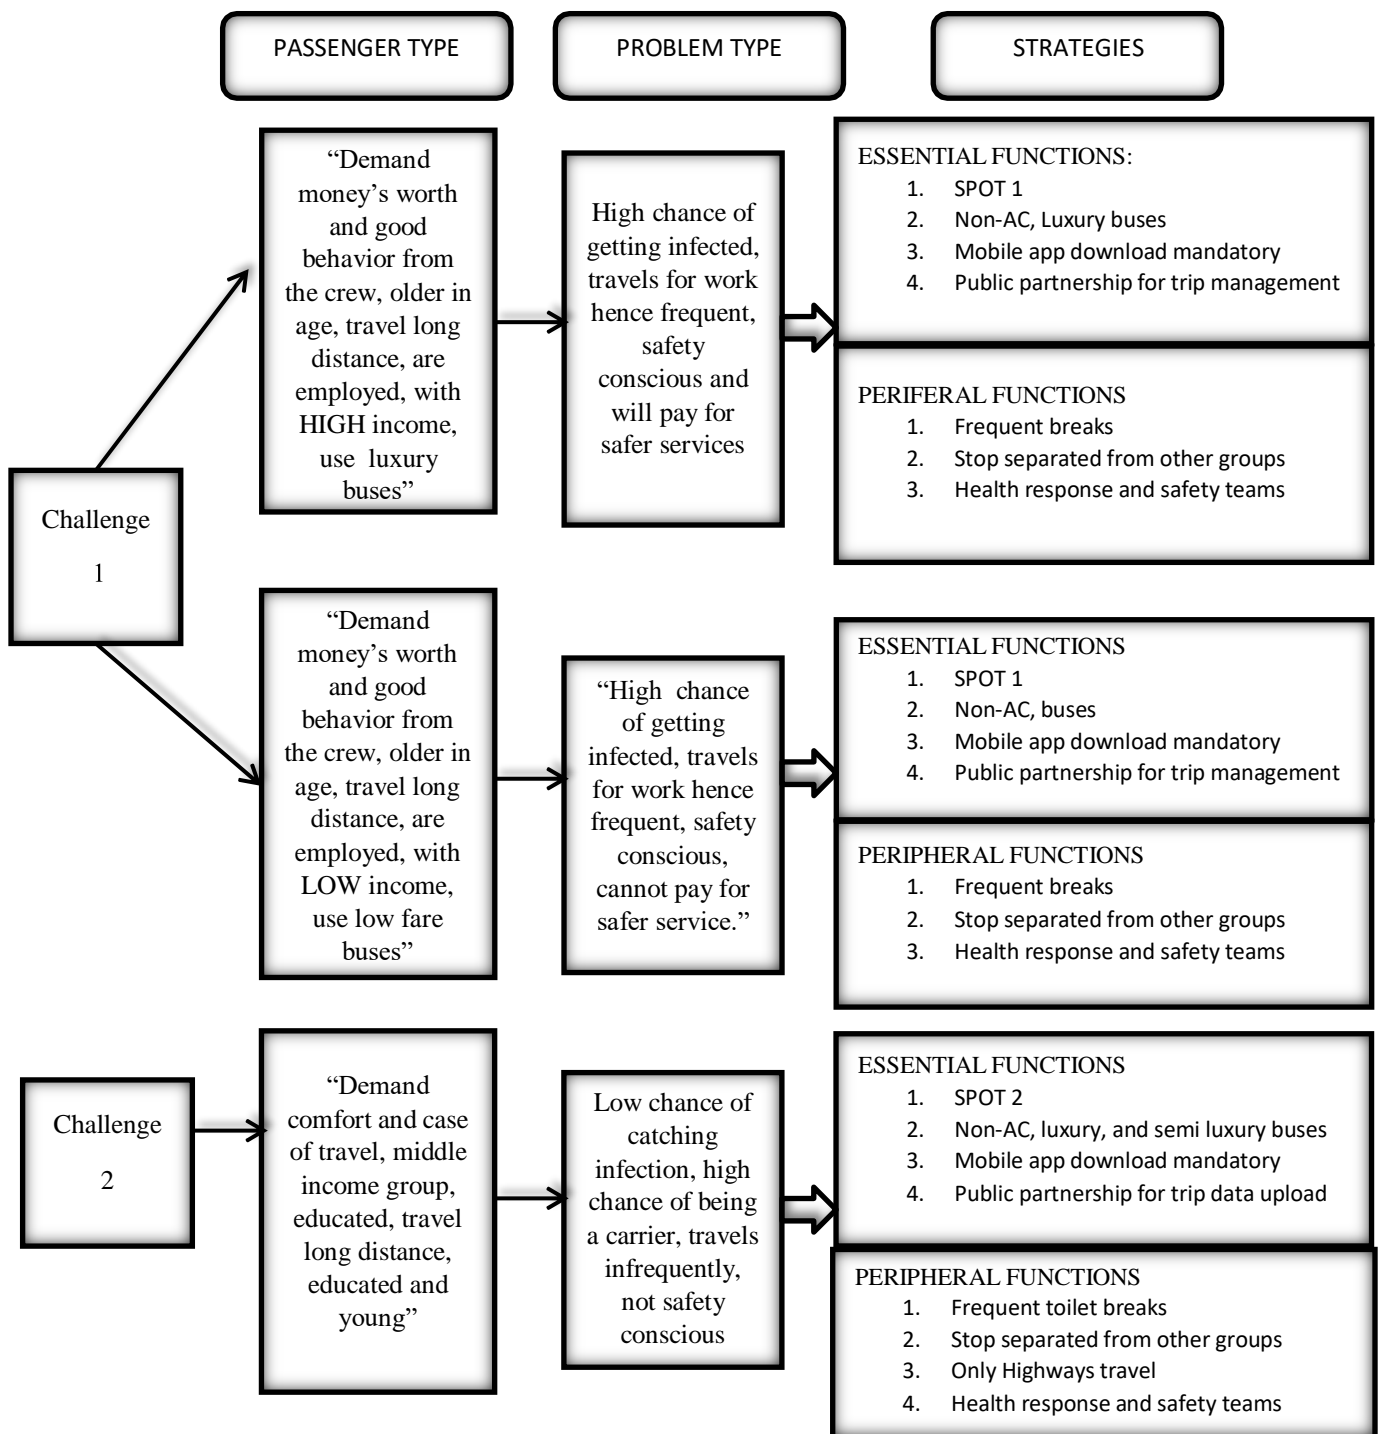 PASSENGER TYPE
PROBLEM TYPE
STRATEGIES
Challenge
1
“Demand
money’s worth
and good
behavior from
the crew, older in
age, travel long
distance, are
employed, with
HIGH income,
use luxury
buses”
High chance of
getting infected,
travels for work
hence frequent,
safety
conscious and
will pay for
safer services
ESSENTIAL FUNCTIONS:
1. SPOT 1
2. Non-AC, Luxury buses
3. Mobile app download mandatory
4. Public partnership for trip management
PERIFERAL FUNCTIONS
1. Frequent breaks
2. Stop separated from other groups
3. Health response and safety teams
“Demand
money’s worth
and good
behavior from
the crew, older in
age, travel long
distance, are
employed, with
LOW income,
use low fare
buses”
“High chance
of getting
infected, travels
for work hence
frequent, safety
conscious,
cannot pay for
safer service.”
ESSENTIAL FUNCTIONS
1. SPOT 1
2. Non-AC, buses
3. Mobile app download mandatory
4. Public partnership for trip management
PERIPHERAL FUNCTIONS
1. Frequent breaks
2. Stop separated from other groups
3. Health response and safety teams
Challenge
2
“Demand
comfort and case
of travel, middle
income group,
educated, travel
long distance,
educated and
young”
Low chance of
catching
infection, high
chance of being
a carrier, travels
infrequently,
not safety
conscious
ESSENTIAL FUNCTIONS
1. SPOT 2
2. Non-AC, luxury, and semi luxury buses
3. Mobile app download mandatory
4. Public partnership for trip data upload
PERIPHERAL FUNCTIONS
1. Frequent toilet breaks
2. Stop separated from other groups
3. Only Highways travel
4. Health response and safety teams